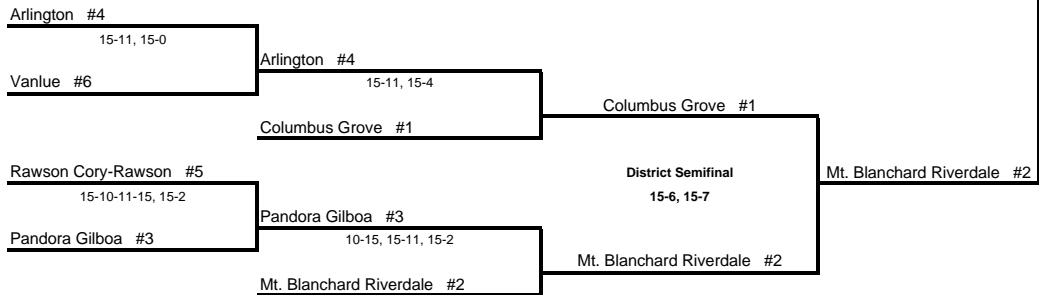 Arlington #4
15-11, 15-0
Arlington #4
Vanlue #6
15-11, 15-4
Columbus Grove #1
Columbus Grove #1
Rawson Cory-Rawson #5
District Semifinal
Mt. Blanchard Riverdale #2
15-10-11-15, 15-2
15-6, 15-7
Pandora Gilboa #3
Pandora Gilboa #3
10-15, 15-11, 15-2
Mt. Blanchard Riverdale #2
Mt. Blanchard Riverdale #2